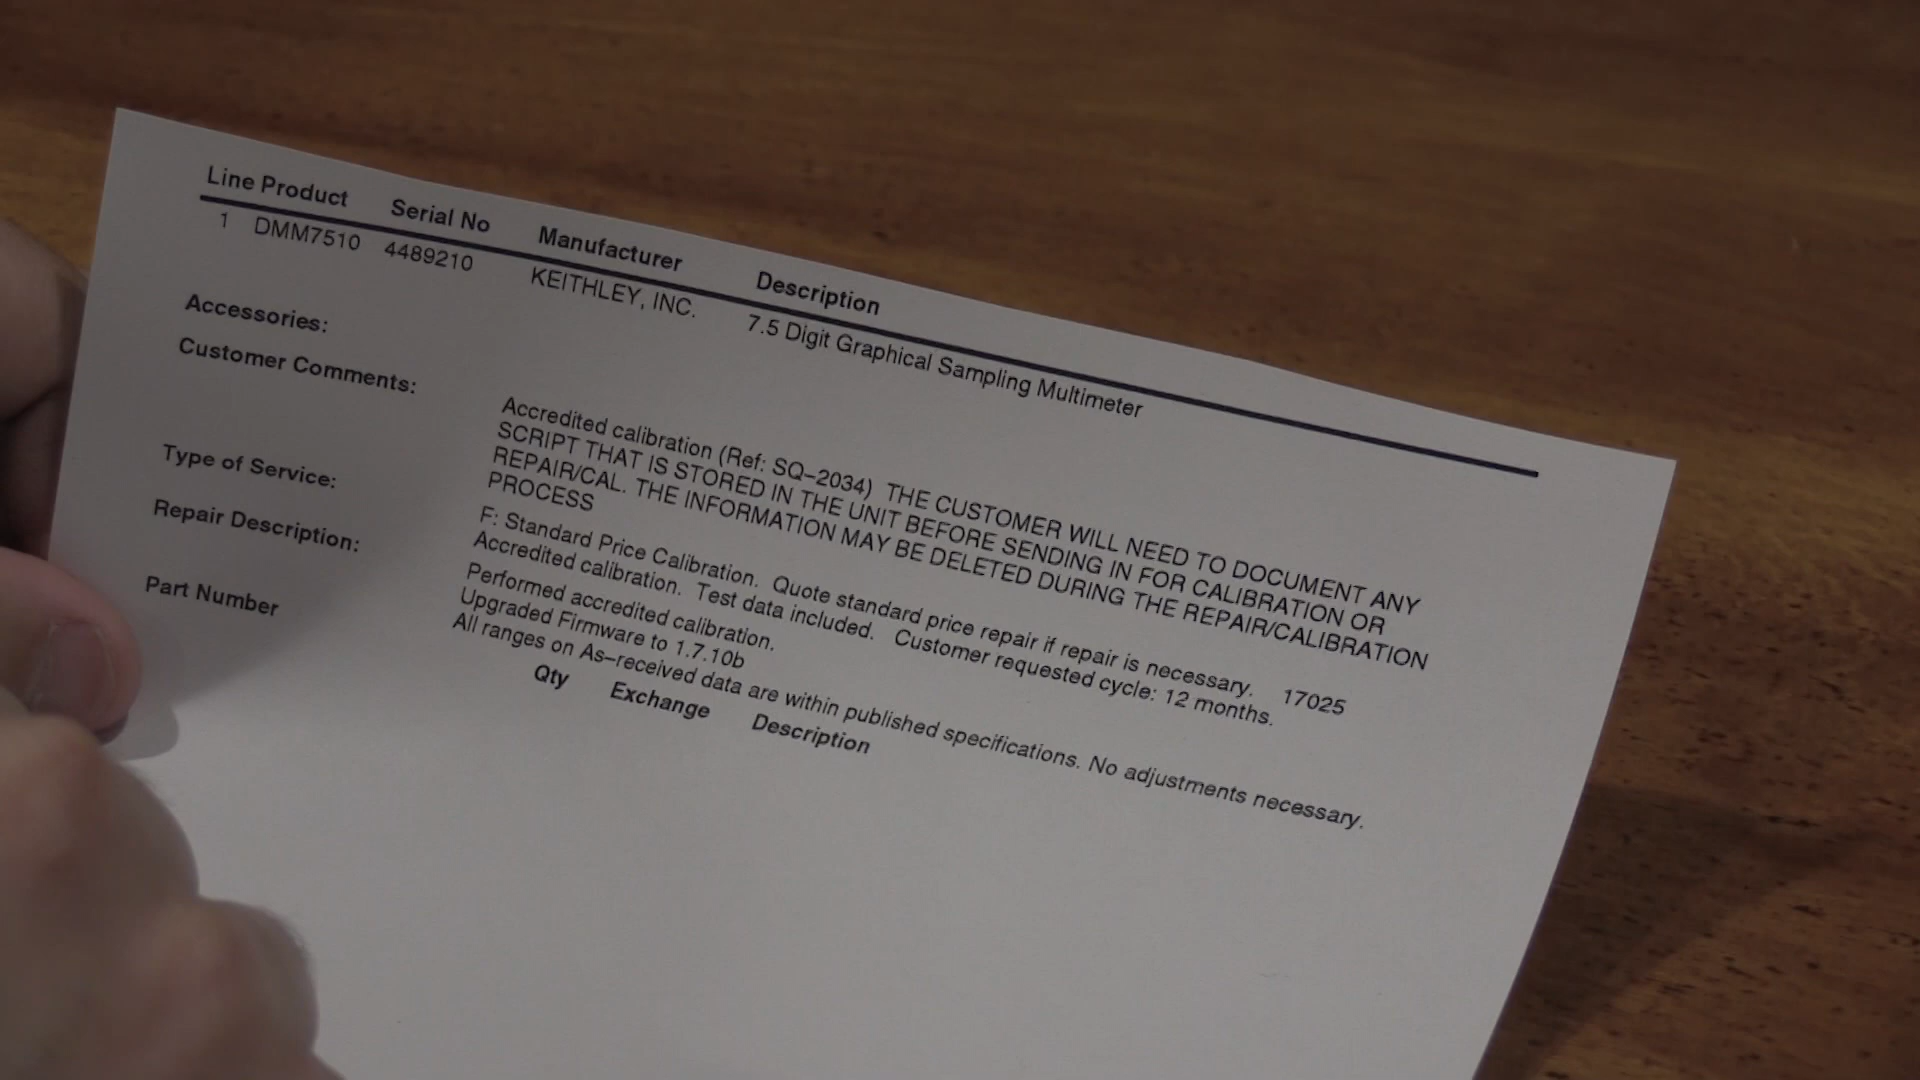 Line Product Serial No Manufacturer Description
1 DMM7510 4489210 KEITHLEY, INC. 7.5 Digit Graphical Sampling Multimeter
Accessories:
Customer Comments:
Accredited calibration (Ref: SQ-2034) THE CUSTOMER WILL NEED TO DOCUMENT ANY
SCRIPT THAT IS STORED IN THE UNIT BEFORE SENDING IN FOR CALIBRATION OR
REPAIR/CAL. THE INFORMATION MAY BE DELETED DURING THE REPAIR/CALIBRATION
PROCESS
Type of Service:
F: Standard Price Calibration. Quote standard price repair if repair is necessary. 17025
Accredited calibration. Test data included. Customer requested cycle: 12 months.
Repair Description:
Performed accredited calibration.
Upgraded Firmware to 1.7.10b
All ranges on As-received data are within published specifications. No adjustments necessary.
Part Number Qty Exchange Description